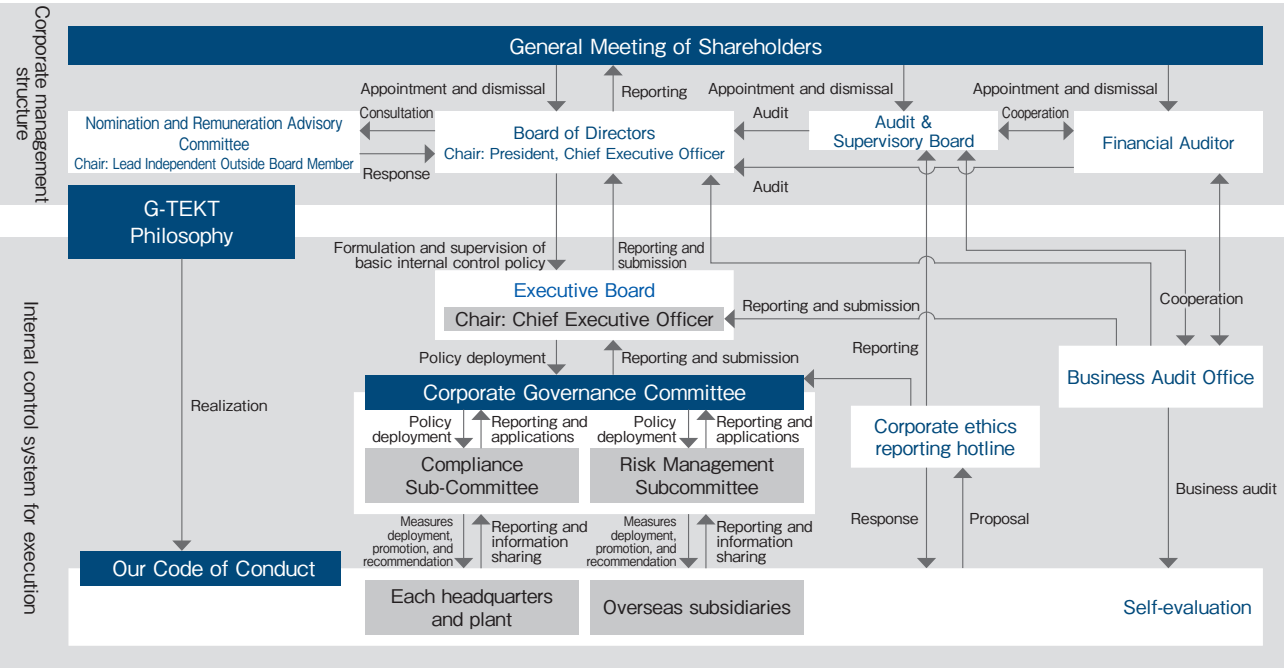 Corporate management
structure
General Meeting of Shareholders
Appointment and dismissal
Reporting
Appointment and dismissal
Appointment and dismissal
Nomination and Remuneration Advisory
Committee
Chair: Lead Independent Outside Board Member
Consultation
Response
Board of Directors
Chair: President, Chief Executive Officer
Audit
Audit
Audit &
Supervisory Board
Cooperation
Financial Auditor
G-TEKT
Philosophy
Internal control system for execution
Formulation and supervision of
basic internal control policy
Reporting and
submission
Executive Board
Chair: Chief Executive Officer
Reporting and submission
Cooperation
Policy deployment
Reporting and submission
Reporting
Business Audit Office
Corporate Governance Committee
Realization
Policy
deployment
Reporting and
applications
Policy
deployment
Reporting and
applications
Corporate ethics
reporting hotline
Compliance
Sub-Committee
Risk Management
Subcommittee
Business audit
Measures
deployment,
promotion, and
recommendation
Reporting and
information
sharing
Measures
deployment,
promotion, and
recommendation
Reporting and
information
sharing
Response
Proposal
Our Code of Conduct
Each headquarters
and plant
Overseas subsidiaries
Self-evaluation